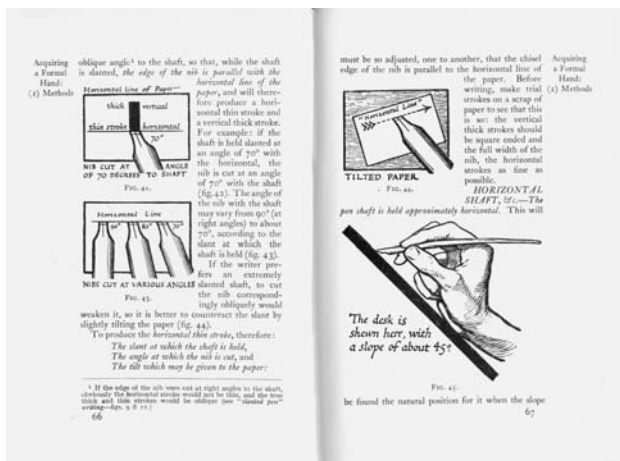 Acquiring
a Formal
Hand:
(1) Methods
oblique angle¹ to the shaft, so that, while the shaft
is slanted, the edge of the nib is parallel with the
horizontal line of the
paper, and will there-
fore produce a hori-
zontal thin stroke and
a vertical thick stroke.
For example: if the
shaft is held slanted at
an angle of 70° with
the horizontal, the
nib is cut at an angle
of 70° with the shaft
(fig.42). The angle of
the nib with the shaft
may vary from 90° (at
right angles) to about
70°, according to the
slant at which the
shaft is held (fig. 43).
If the writer pre-
fers an extremely
slanted shaft, to cut
the nib correspond-
ingly obliquely would
weaken it, so it is better to counteract the slant by
slightly tilting the paper (fig. 44).
To produce the horizontal thin stroke, therefore:
The slant at which the shaft is held,
The angle at which the nib is cut, and
The tilt which may be given to the paper:
Horizontal line of Paper
thick vertical
thin stroke horizontal
70°
NIB CUT AT ANGLE
OF 70 DEGREES TO SHAFT
FIG. 42.
Horizontal Line
90° 80° 70°
NIBS CUT AT VARIOUS ANGLES
FIG. 43.
¹ If the edge of the nib were cut at right angles to the shaft,
obviously the horizontal stroke would not be thin, and the true
thick and thin strokes would be oblique (see "slanted pen"
writing—figs. 9 & 11.)
66
must be so adjusted, one to another, that the chisel
edge of the nib is parallel to the horizontal line of
the paper. Before
writing, make trial
strokes on a scrap of
paper to see that this
is so: the vertical
thick strokes should
be square ended and
the full width of the
nib, the horizontal
strokes as fine as
possible.
HORIZONTAL
SHAFT, &c.—The
pen shaft is held approximately horizontal. This will
Acquiring
a Formal
Hand:
(1) Methods
"Horizontal Line"
TILTED PAPER
FIG. 44.
The desk is
shewn here, with
a slope of about 45°
FIG. 45.
be found the natural position for it when the slope
67